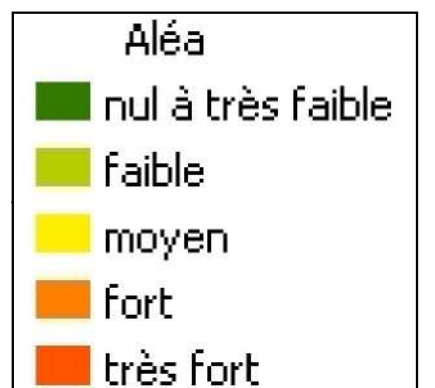 Aléa
nul à très faible
faible
moyen
fort
très fort